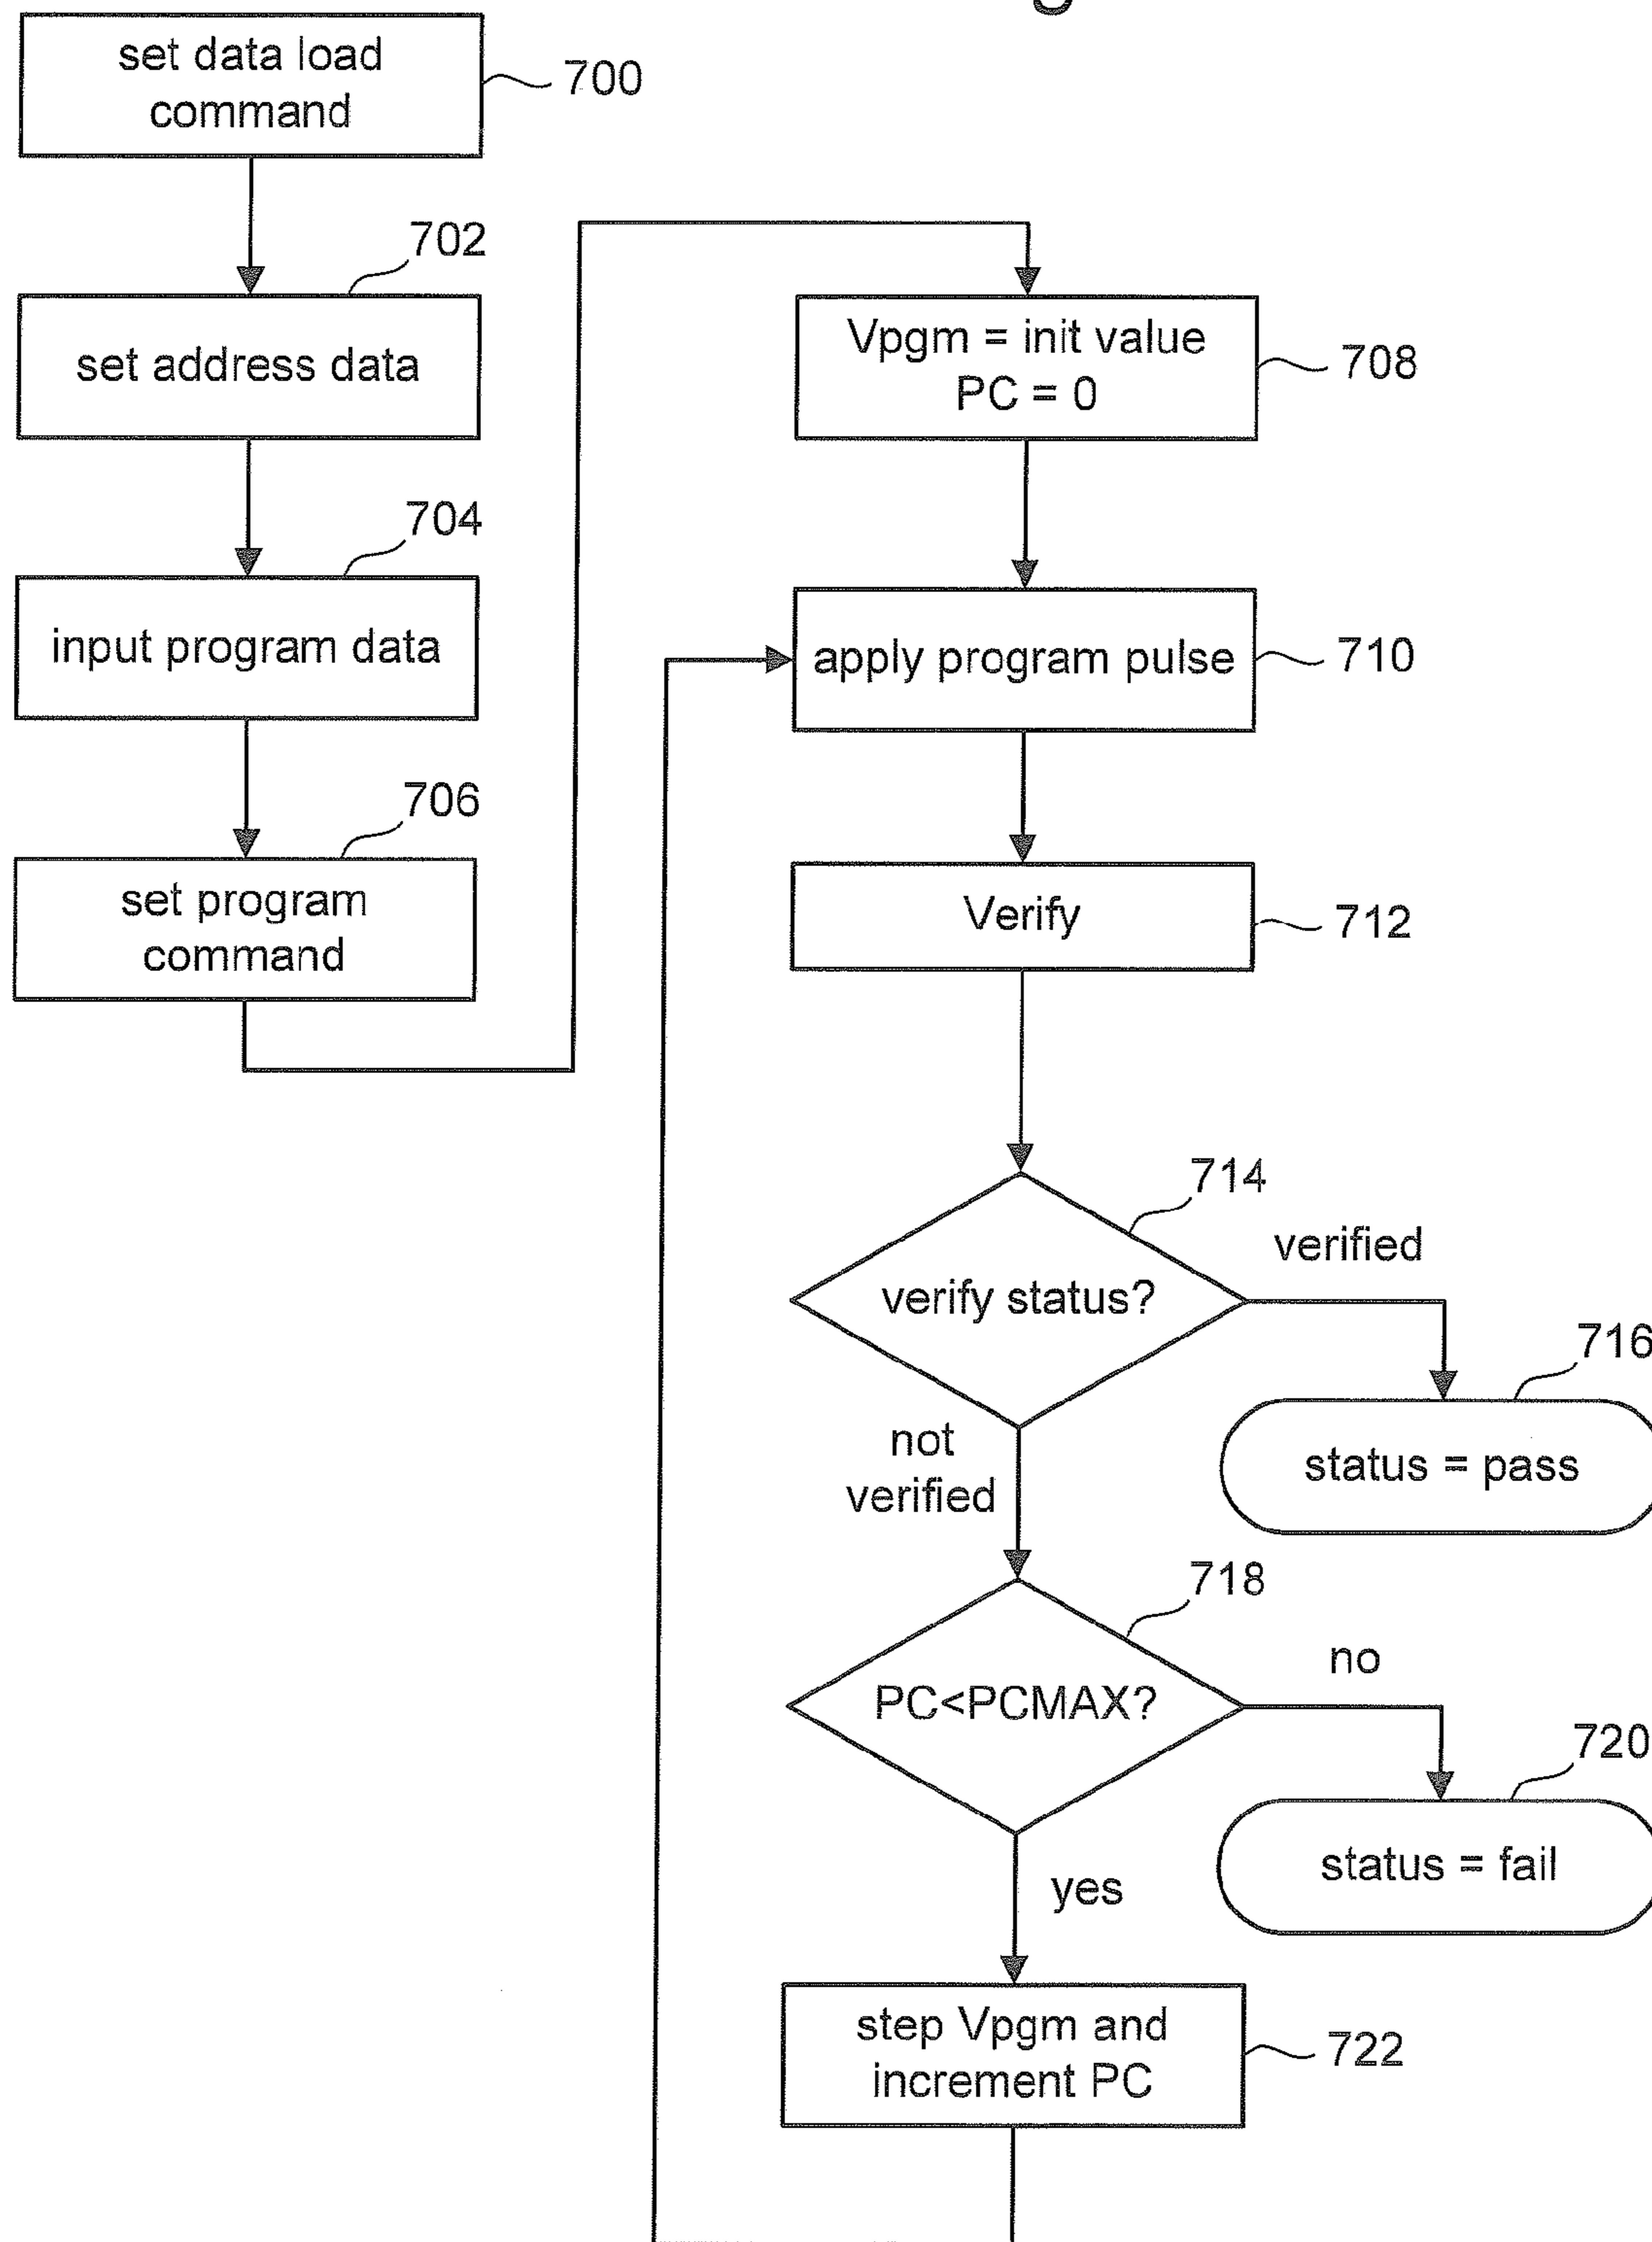 set data load
command
700
702
set address data
704
input program data
706
set program
command
Vpgm = init value
PC = 0
708
apply program pulse
710
Verify
712
714
verify status?
verified
716
status = pass
not
verified
718
PC<PCMAX?
no
720
status = fail
yes
step Vpgm and
increment PC
722